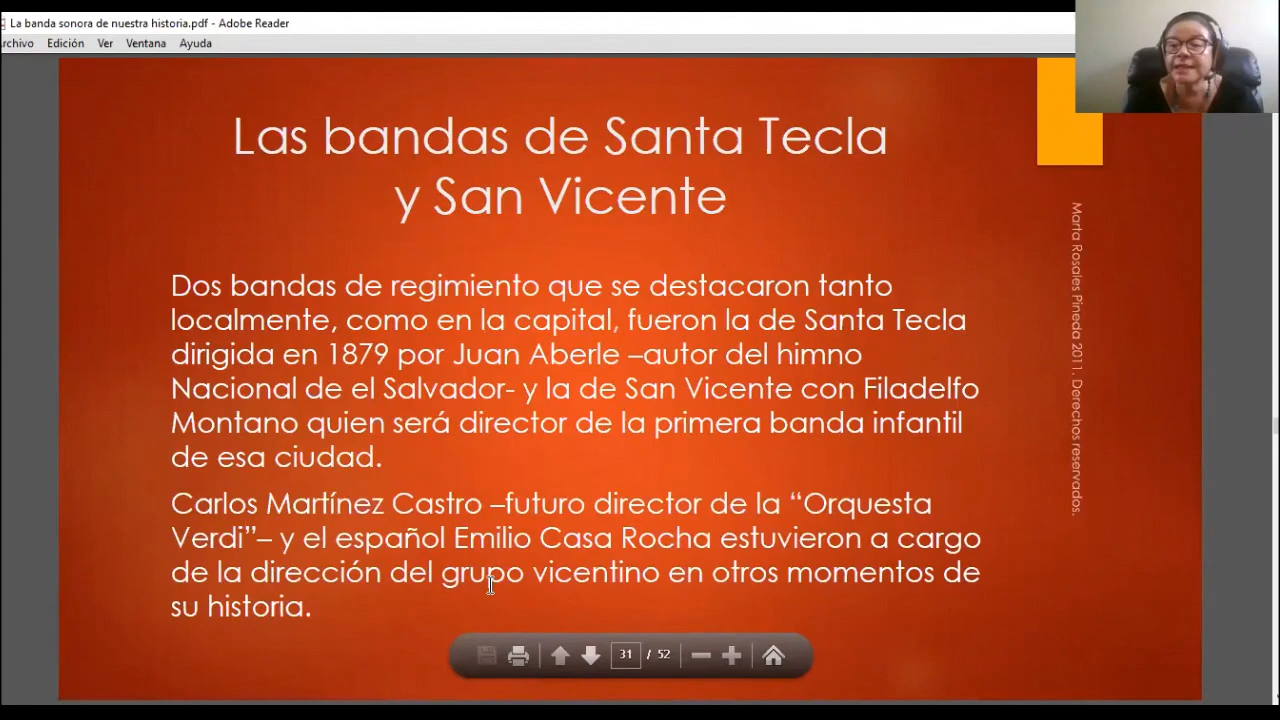 La banda sonora de nuestra historia.pdf - Adobe Reader
rchivo Edición Ver Ventana Ayuda
Las bandas de Santa Tecla
y San Vicente
Dos bandas de regimiento que se destacaron tanto
localmente, como en la capital, fueron la de Santa Tecla
dirigida en 1879 por Juan Aberle –autor del himno
Nacional de el Salvador- y la de San Vicente con Filadelfo
Montano quien será director de la primera banda infantil
de esa ciudad.
Carlos Martínez Castro –futuro director de la “Orquesta
Verdi”– y el español Emilio Casa Rocha estuvieron a cargo
de la dirección del grupo vicentino en otros momentos de
su historia.
Marta Rosales Pineda 2011. Derechos reservados.
31 / 52